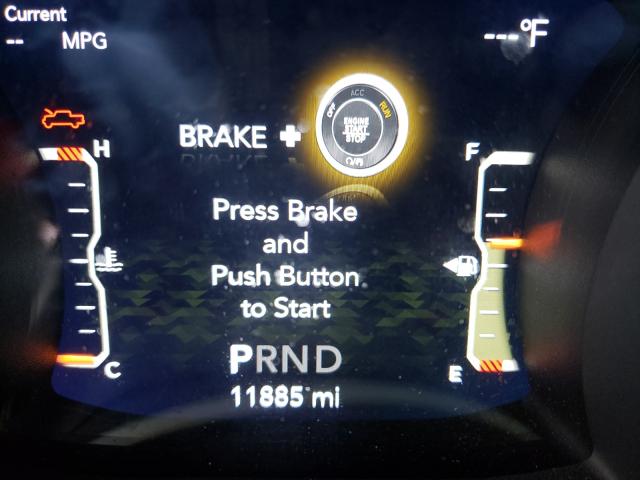 Current
-- MPG
---°F
OFF ACC RUN
ENGINE
START
STOP
BRAKE +
H
F
Press Brake
and
Push Button
to Start
C
E
PRND
11885 mi